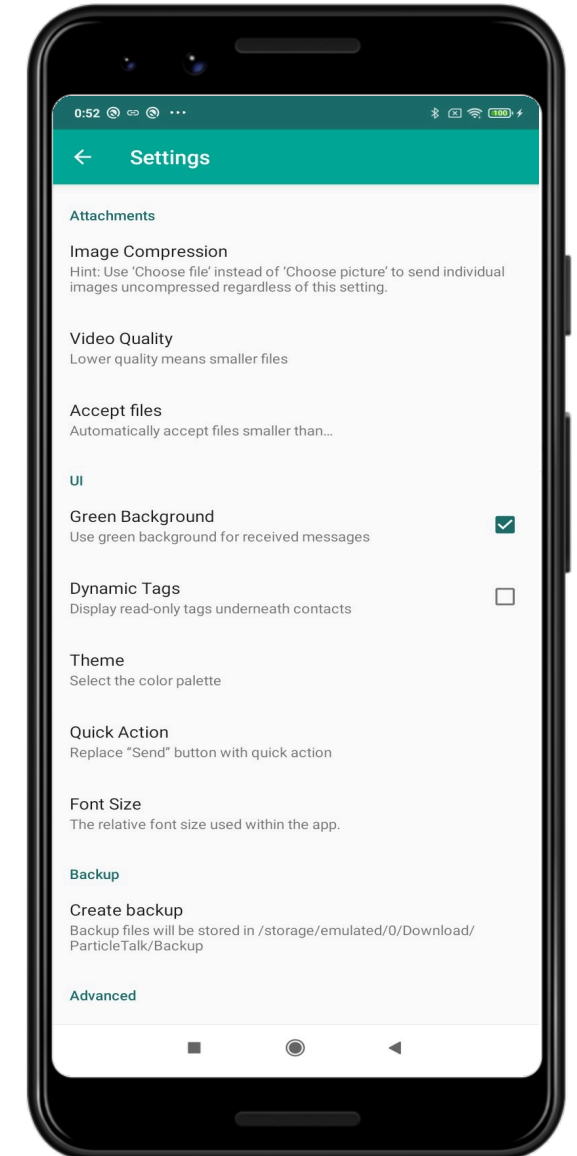 0:52 ···
100
Settings
Attachments
Image Compression
Hint: Use ‘Choose file’ instead of ‘Choose picture’ to send individual
images uncompressed regardless of this setting.
Video Quality
Lower quality means smaller files
Accept files
Automatically accept files smaller than…
UI
Green Background
Use green background for received messages
Dynamic Tags
Display read-only tags underneath contacts
Theme
Select the color palette
Quick Action
Replace “Send” button with quick action
Font Size
The relative font size used within the app.
Backup
Create backup
Backup files will be stored in /storage/emulated/0/Download/
ParticleTalk/Backup
Advanced